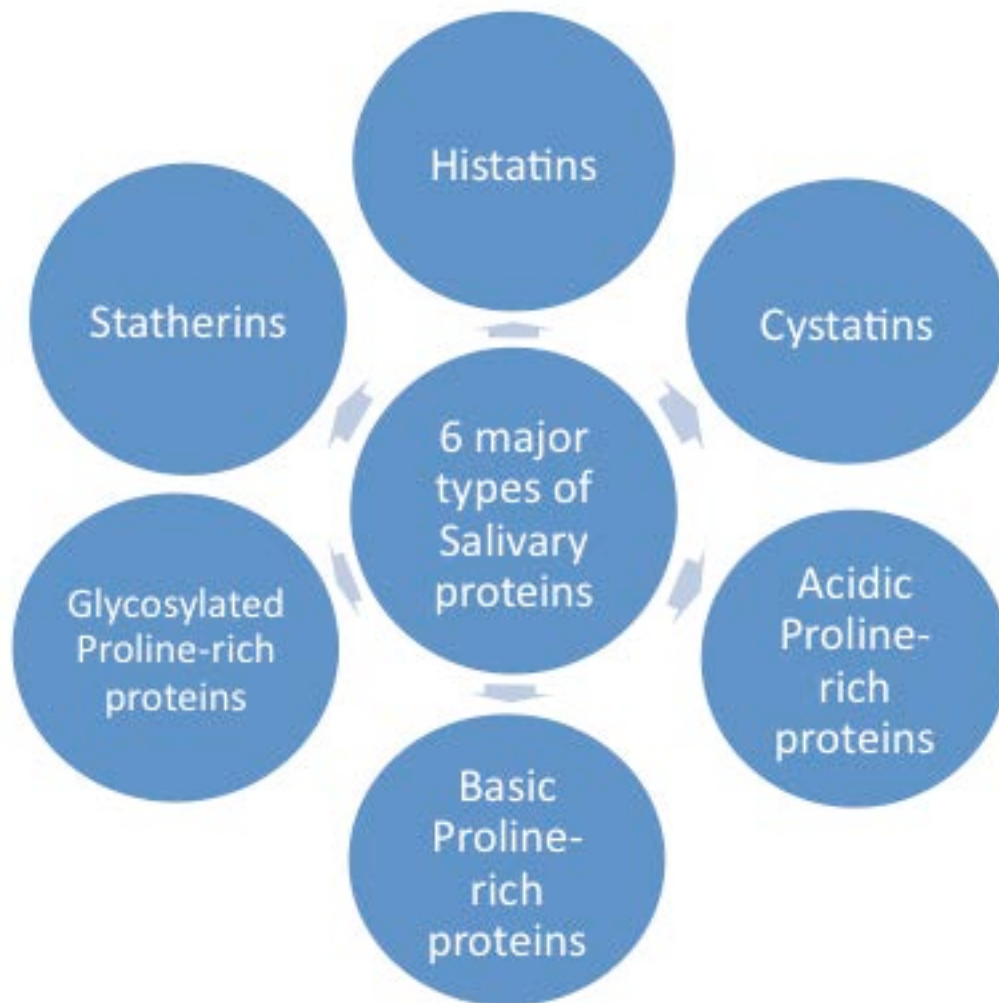 Histatins
Statherins
Cystatins
6 major
types of
Salivary
proteins
Glycosylated
Proline-rich
proteins
Acidic
Proline-
rich
proteins
Basic
Proline-
rich
proteins